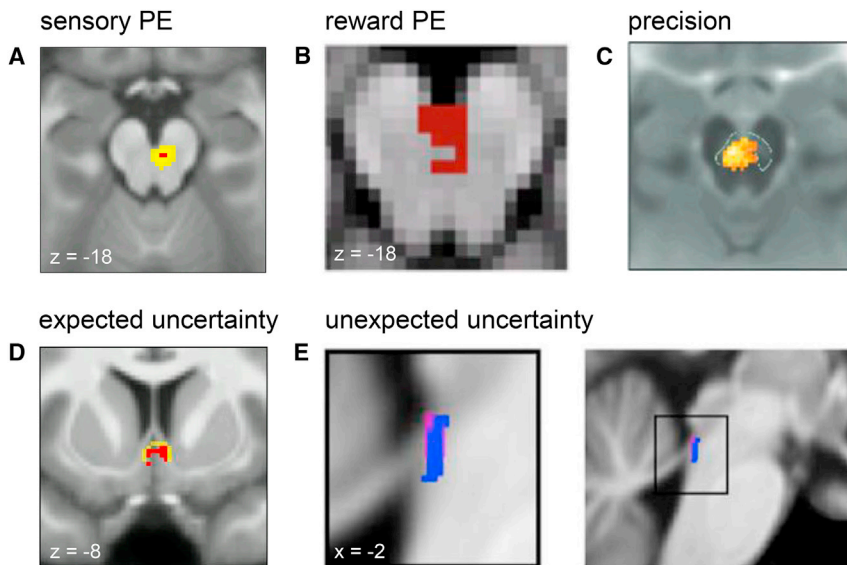 sensory PE
reward PE
precision
A
B
C
z = -18
z = -18
expected uncertainty
unexpected uncertainty
D
E
z = -8
x = -2